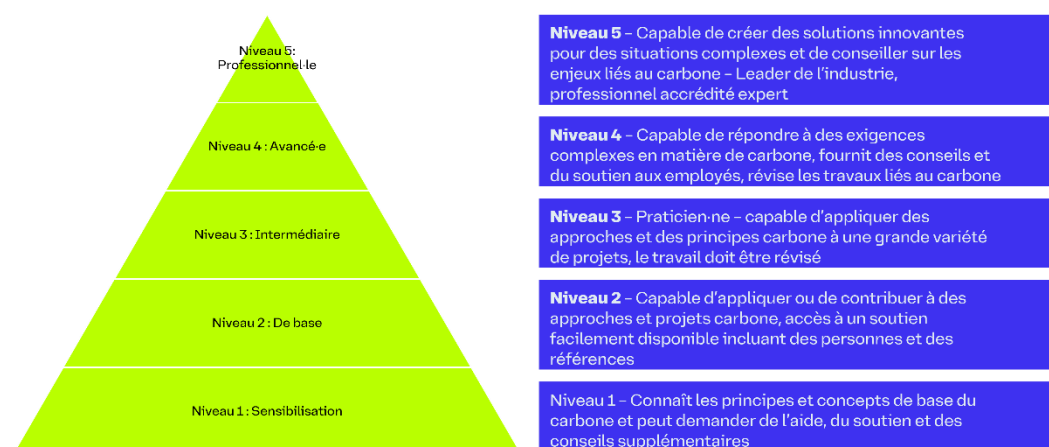 Niveau 5:
Professionnel·le
Niveau 4 : Avancé·e
Niveau 3 : Intermédiaire
Niveau 2 : De base
Niveau 1 : Sensibilisation
Niveau 5 – Capable de créer des solutions innovantes
pour des situations complexes et de conseiller sur les
enjeux liés au carbone – Leader de l’industrie,
professionnel accrédité expert
Niveau 4 – Capable de répondre à des exigences
complexes en matière de carbone, fournit des conseils et
du soutien aux employés, révise les travaux liés au carbone
Niveau 3 – Praticien·ne – capable d’appliquer des
approches et des principes carbone à une grande variété
de projets, le travail doit être révisé
Niveau 2 – Capable d’appliquer ou de contribuer à des
approches et projets carbone, accès à un soutien
facilement disponible incluant des personnes et des
références
Niveau 1 – Connaît les principes et concepts de base du
carbone et peut demander de l’aide, du soutien et des
conseils supplémentaires